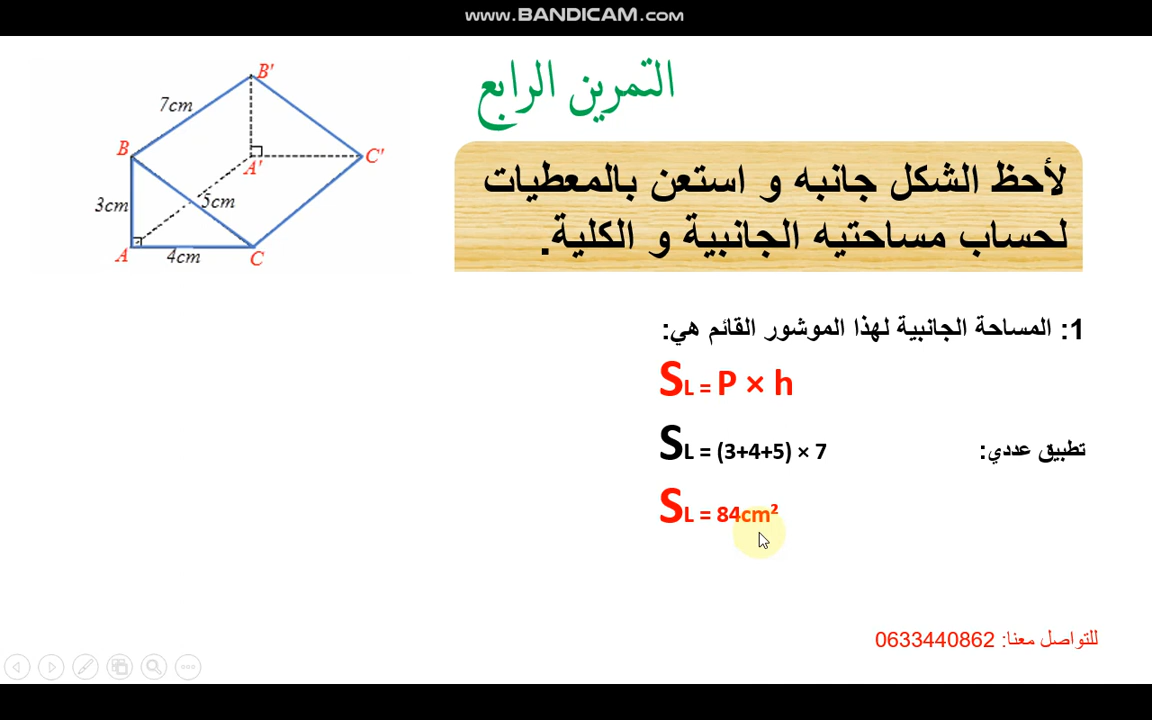 www.BANDICAM.com
التمرين الرابع
لأحظ الشكل جانبه و استعن بالمعطيات
لحساب مساحتيه الجانبية و الكلية.
B'
7cm
B
C'
A'
5cm
3cm
A
4cm
C
1: المساحة الجانبية لهذا الموشور القائم هي:
SL = P × h
تطبيق عددي:
SL = (3+4+5) × 7
SL = 84cm²
للتواصل معنا: 0633440862